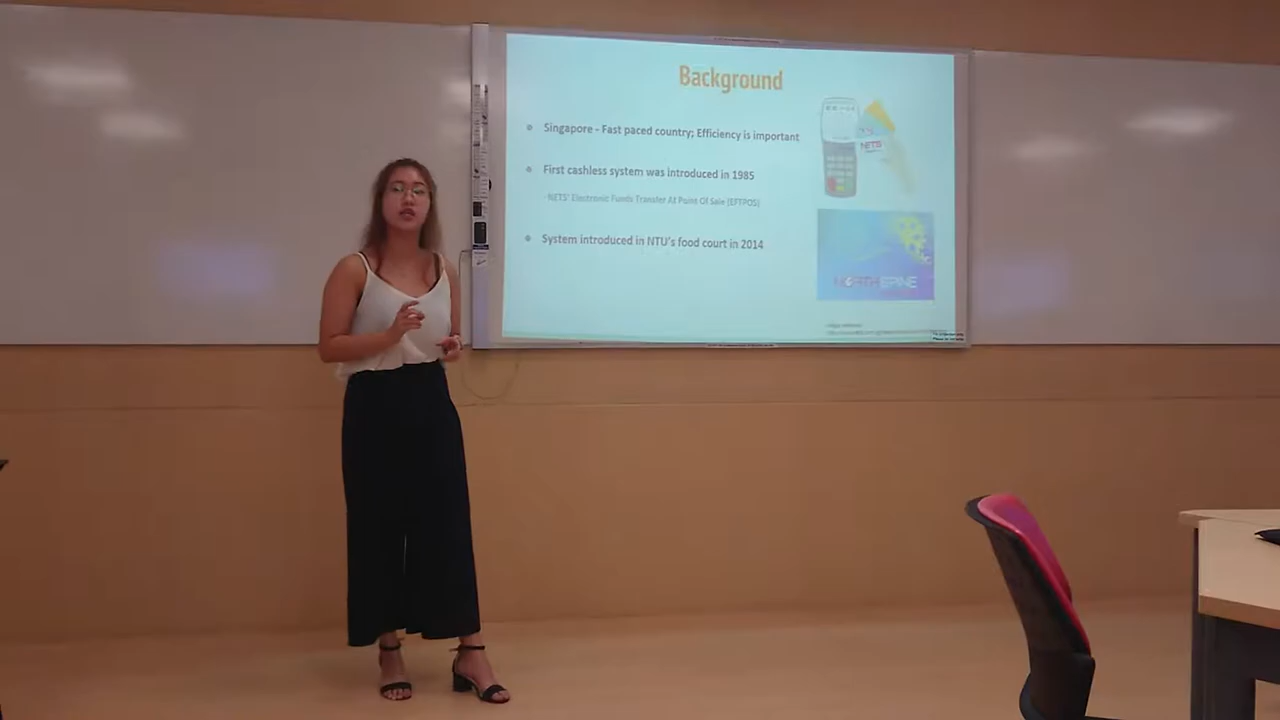 Background
Singapore - Fast paced country; Efficiency is important
First cashless system was introduced in 1985
-NETS' Electronic Funds Transfer At Point Of Sale (EFTPOS)
System introduced in NTU's food court in 2014
NETS
NORTH SPINE